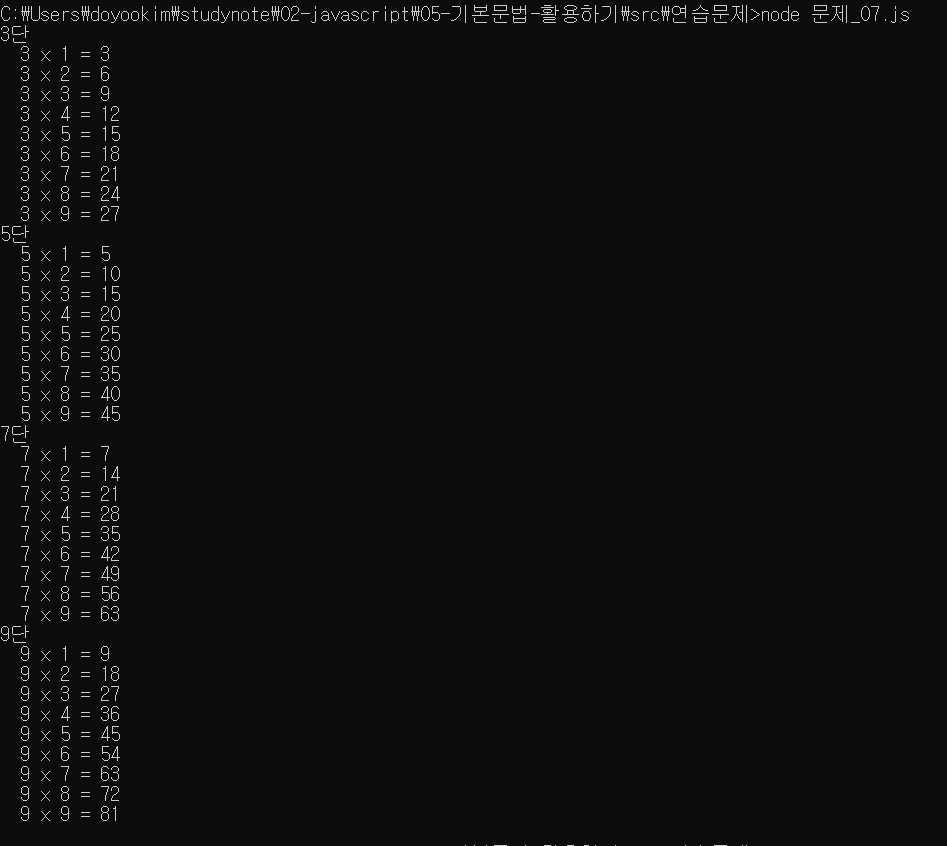 C:₩Users₩doyookim₩studynote₩02-javascript₩05-기본문법-활용하기₩src₩연습문제>node 문제_07.js
3단
  3 x 1 = 3
  3 x 2 = 6
  3 x 3 = 9
  3 x 4 = 12
  3 x 5 = 15
  3 x 6 = 18
  3 x 7 = 21
  3 x 8 = 24
  3 x 9 = 27
5단
  5 x 1 = 5
  5 x 2 = 10
  5 x 3 = 15
  5 x 4 = 20
  5 x 5 = 25
  5 x 6 = 30
  5 x 7 = 35
  5 x 8 = 40
  5 x 9 = 45
7단
  7 x 1 = 7
  7 x 2 = 14
  7 x 3 = 21
  7 x 4 = 28
  7 x 5 = 35
  7 x 6 = 42
  7 x 7 = 49
  7 x 8 = 56
  7 x 9 = 63
9단
  9 x 1 = 9
  9 x 2 = 18
  9 x 3 = 27
  9 x 4 = 36
  9 x 5 = 45
  9 x 6 = 54
  9 x 7 = 63
  9 x 8 = 72
  9 x 9 = 81